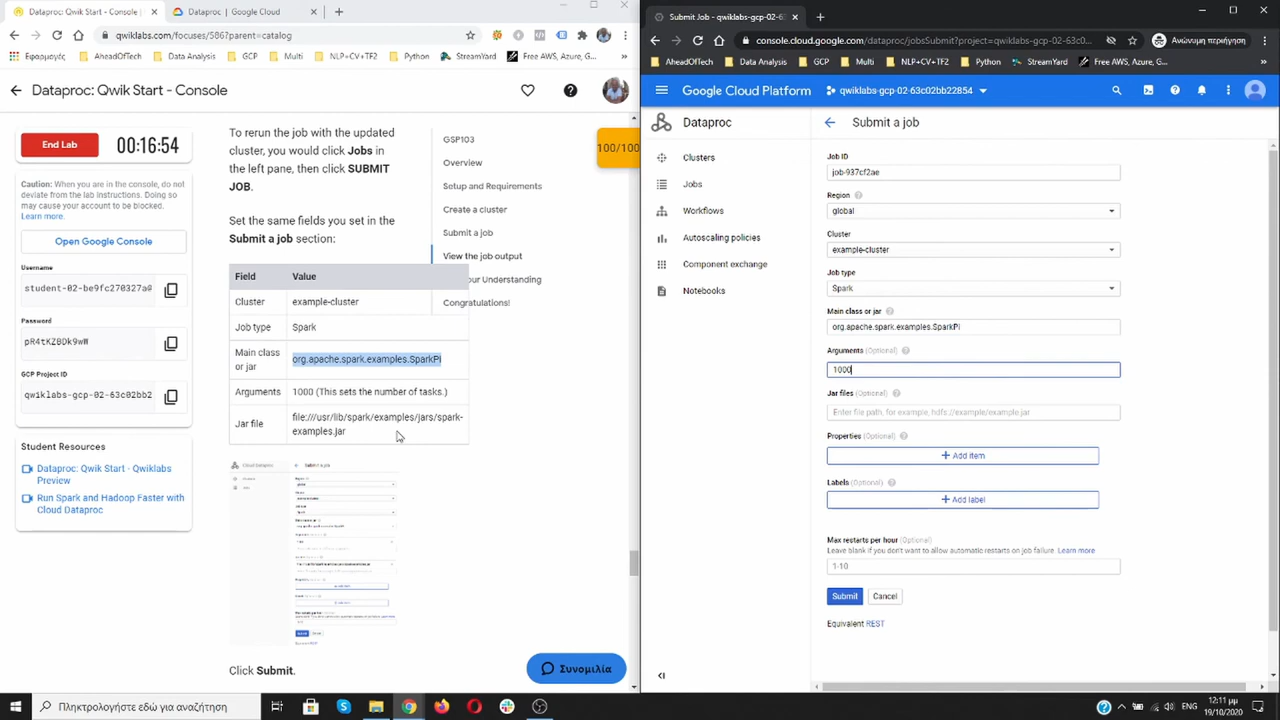 Dataproc: Qwik Start - Console
Dataproc | Google Cloud
qwiklabs.com/focuses/586?parent=catalog
Εφαρμογές
AheadOfTech
Data Analysis
GCP
Multi
NLP+CV+TF2
Python
StreamYard
Free AWS, Azure, G...
Dataproc: Qwik Start - Console
End Lab
00:16:54
Caution: When you are in the console, do not
deviate from the lab instructions. Doing so
may cause your account to be blocked.
Learn more.
Open Google Console
Username
student-02-be9fc270327a@
Password
pR4tKZBDk9wW
GCP Project ID
qwiklabs-gcp-02-63c02bb2
Student Resources
Dataproc: Qwik Start - Qwiklabs
Preview
Run Spark and Hadoop Faster with
Cloud Dataproc
To rerun the job with the updated
cluster, you would click Jobs in
the left pane, then click SUBMIT
JOB.
Set the same fields you set in the
Submit a job section:
Field Value
Cluster example-cluster
Job type Spark
Main class
or jar
org.apache.spark.examples.SparkPi
Arguments 1000 (This sets the number of tasks.)
Jar file
file:///usr/lib/spark/examples/jars/spark-
examples.jar
Click Submit.
GSP103
Overview
Setup and Requirements
Create a cluster
Submit a job
View the job output
our Understanding
Congratulations!
100/100
Συνομιλία
Submit Job - qwiklabs-gcp-02-6
console.cloud.google.com/dataproc/jobsSubmit?project=qwiklabs-gcp-02-63c0...
Ανώνυμη περιήγηση
AheadOfTech
Data Analysis
GCP
Multi
NLP+CV+TF2
Python
StreamYard
Free AWS, Azure, G...
Google Cloud Platform
qwiklabs-gcp-02-63c02bb22854
Dataproc
Clusters
Jobs
Workflows
Autoscaling policies
Component exchange
Notebooks
Submit a job
Job ID
job-937cf2ae
Region
global
Cluster
example-cluster
Job type
Spark
Main class or jar
org.apache.spark.examples.SparkPi
Arguments (Optional)
1000
Jar files (Optional)
Enter file path, for example, hdfs://example/example.jar
Properties (Optional)
+ Add item
Labels (Optional)
+ Add label
Max restarts per hour (Optional)
Leave blank if you don't want to allow automatic restarts on job failure. Learn more
1-10
Submit
Cancel
Equivalent REST
Πληκτρολογήστε εδώ για αναζήτηση
ENG
12:11 μμ
19/10/2020